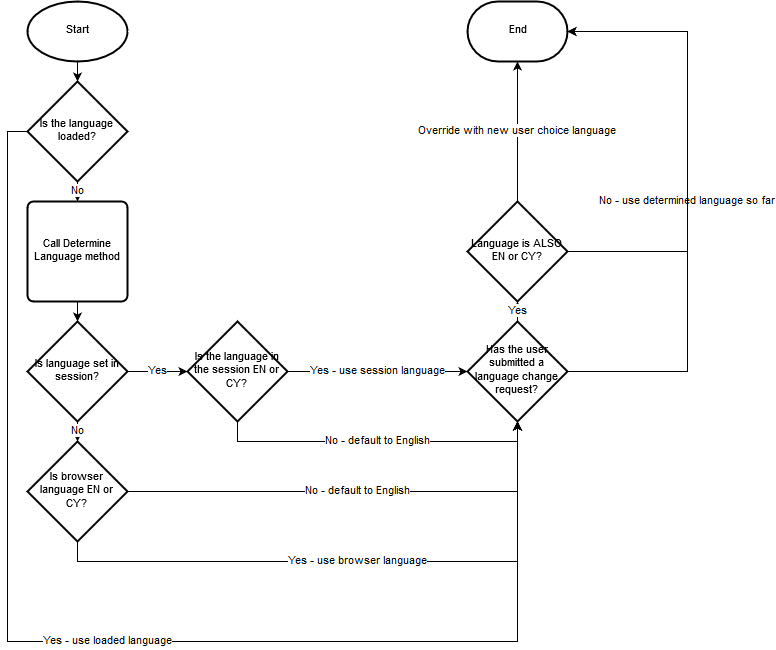 Start
End
Is the language
loaded?
Override with new user choice language
No
No - use determined language so far
Call Determine
Language method
Language is ALSO
EN or CY?
Yes
Is language set in
session?
Yes
Is the language in
the session EN or
CY?
Yes - use session language
Has the user
submitted a
language change
request?
No
No - default to English
Is browser
language EN or
CY?
No - default to English
Yes - use browser language
Yes - use loaded language